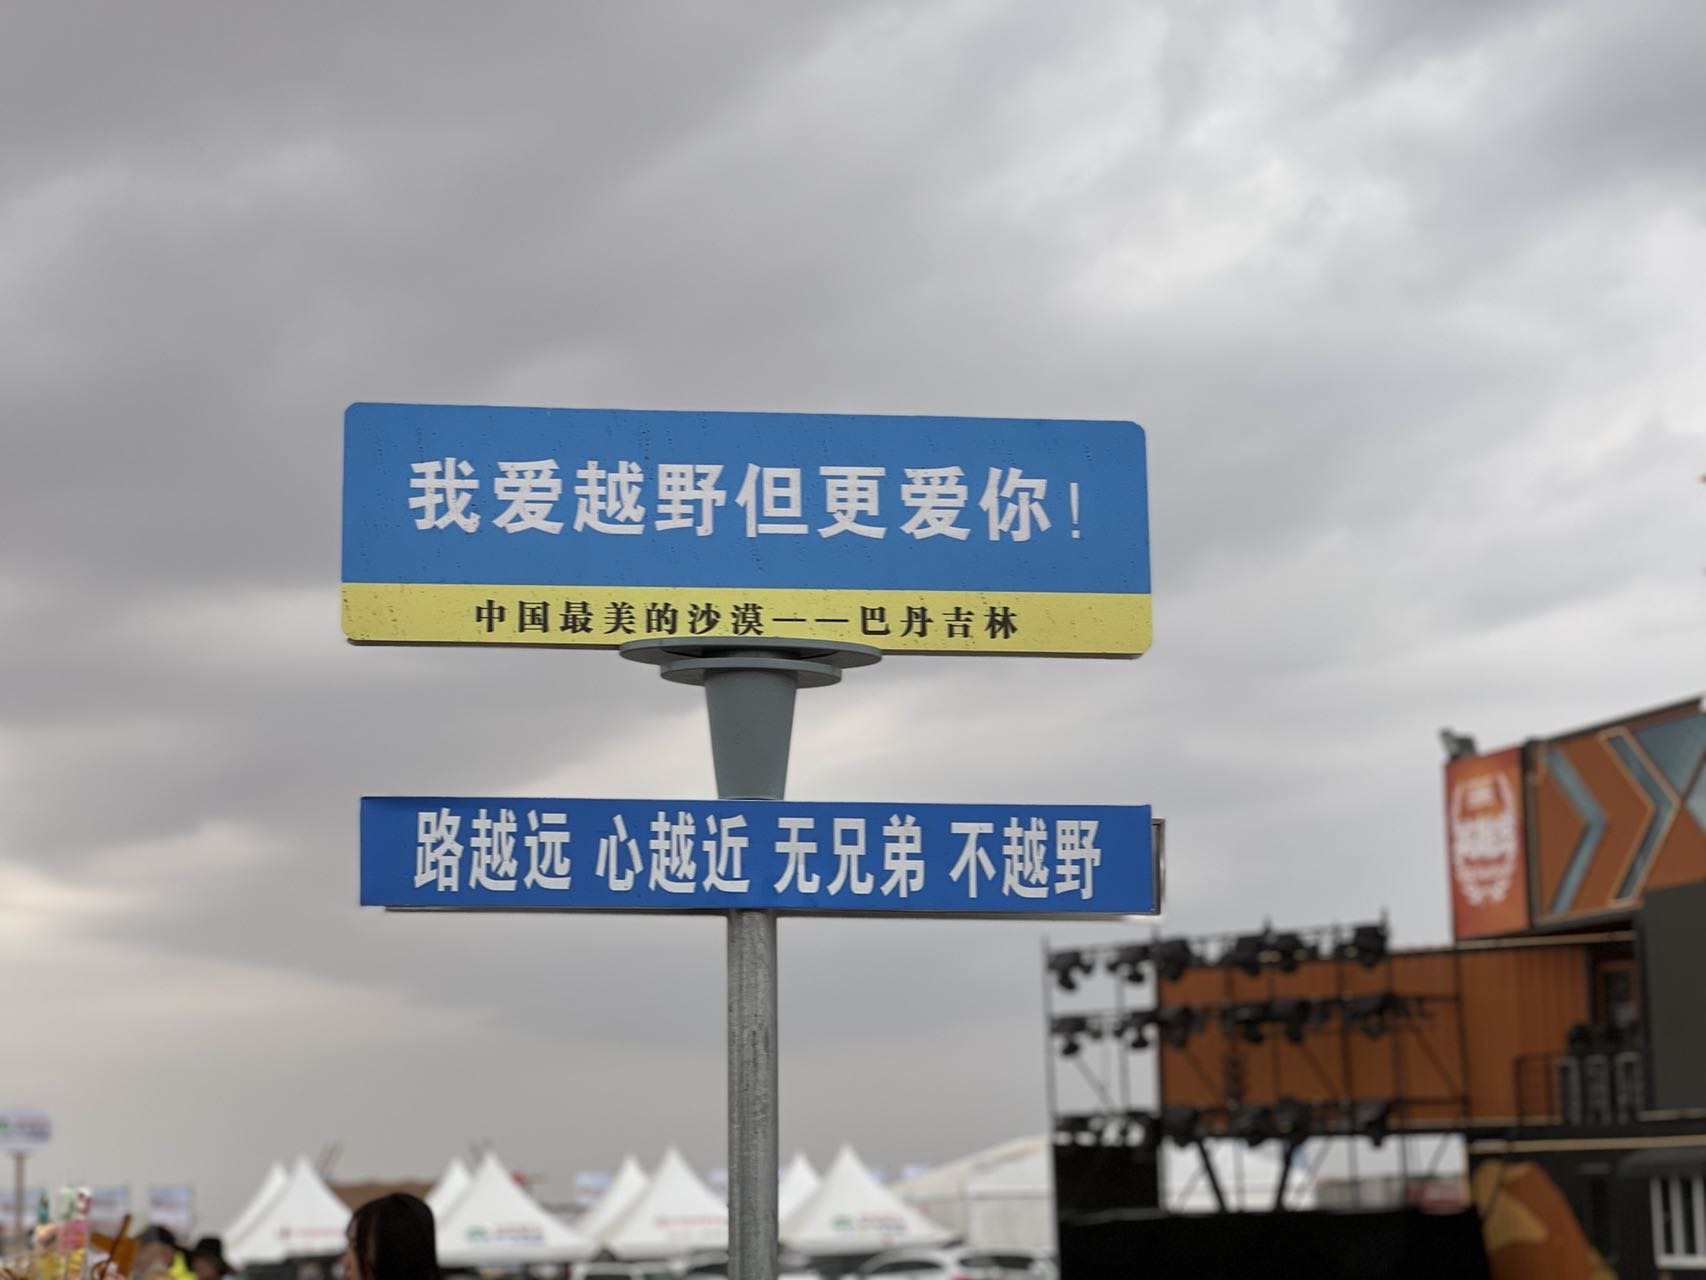 我爱越野但更爱你！
中国最美的沙漠——巴丹吉林
路越远 心越近 无兄弟 不越野